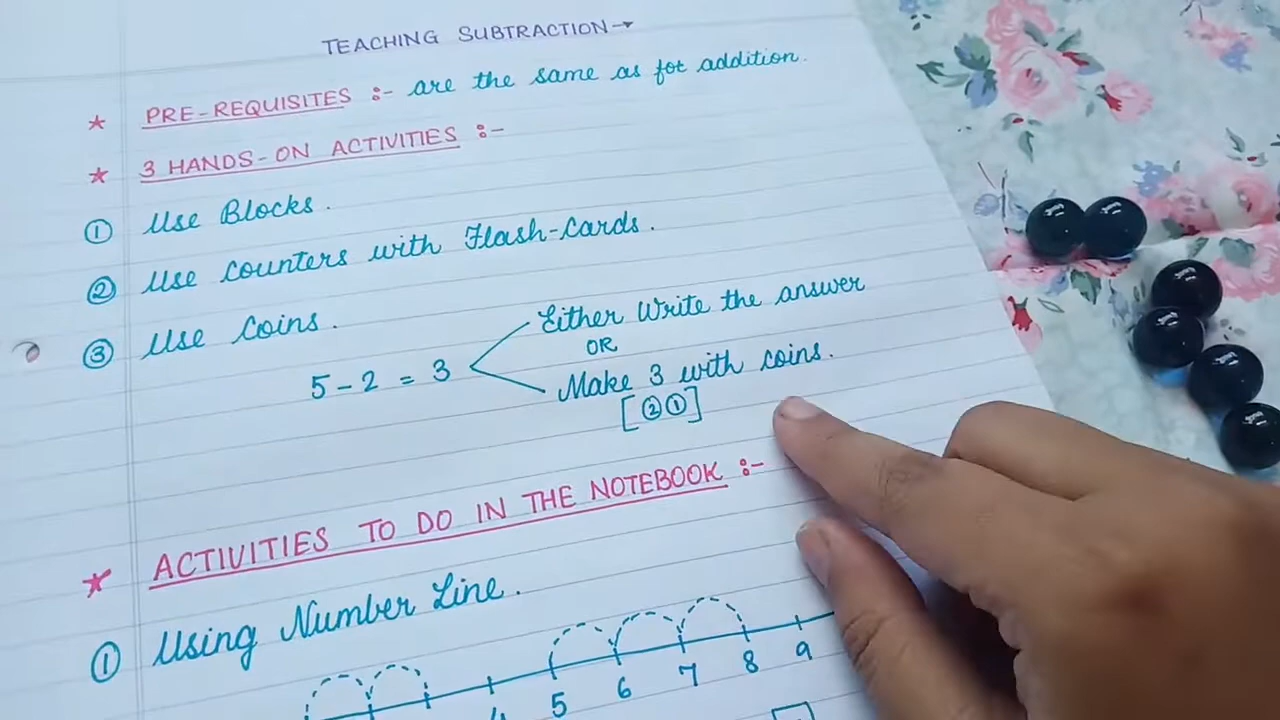 TEACHING SUBTRACTION →
* PRE-REQUISITES :- are the same as for addition.
* 3 HANDS-ON ACTIVITIES :-
① Use Blocks.
② Use counters with Flash-Cards.
③ Use Coins.
5 - 2 = 3
Either Write the answer
OR
Make 3 with coins.
[②①]
* ACTIVITIES TO DO IN THE NOTEBOOK :-
① Using Number Line.
4 5 6 7 8 9